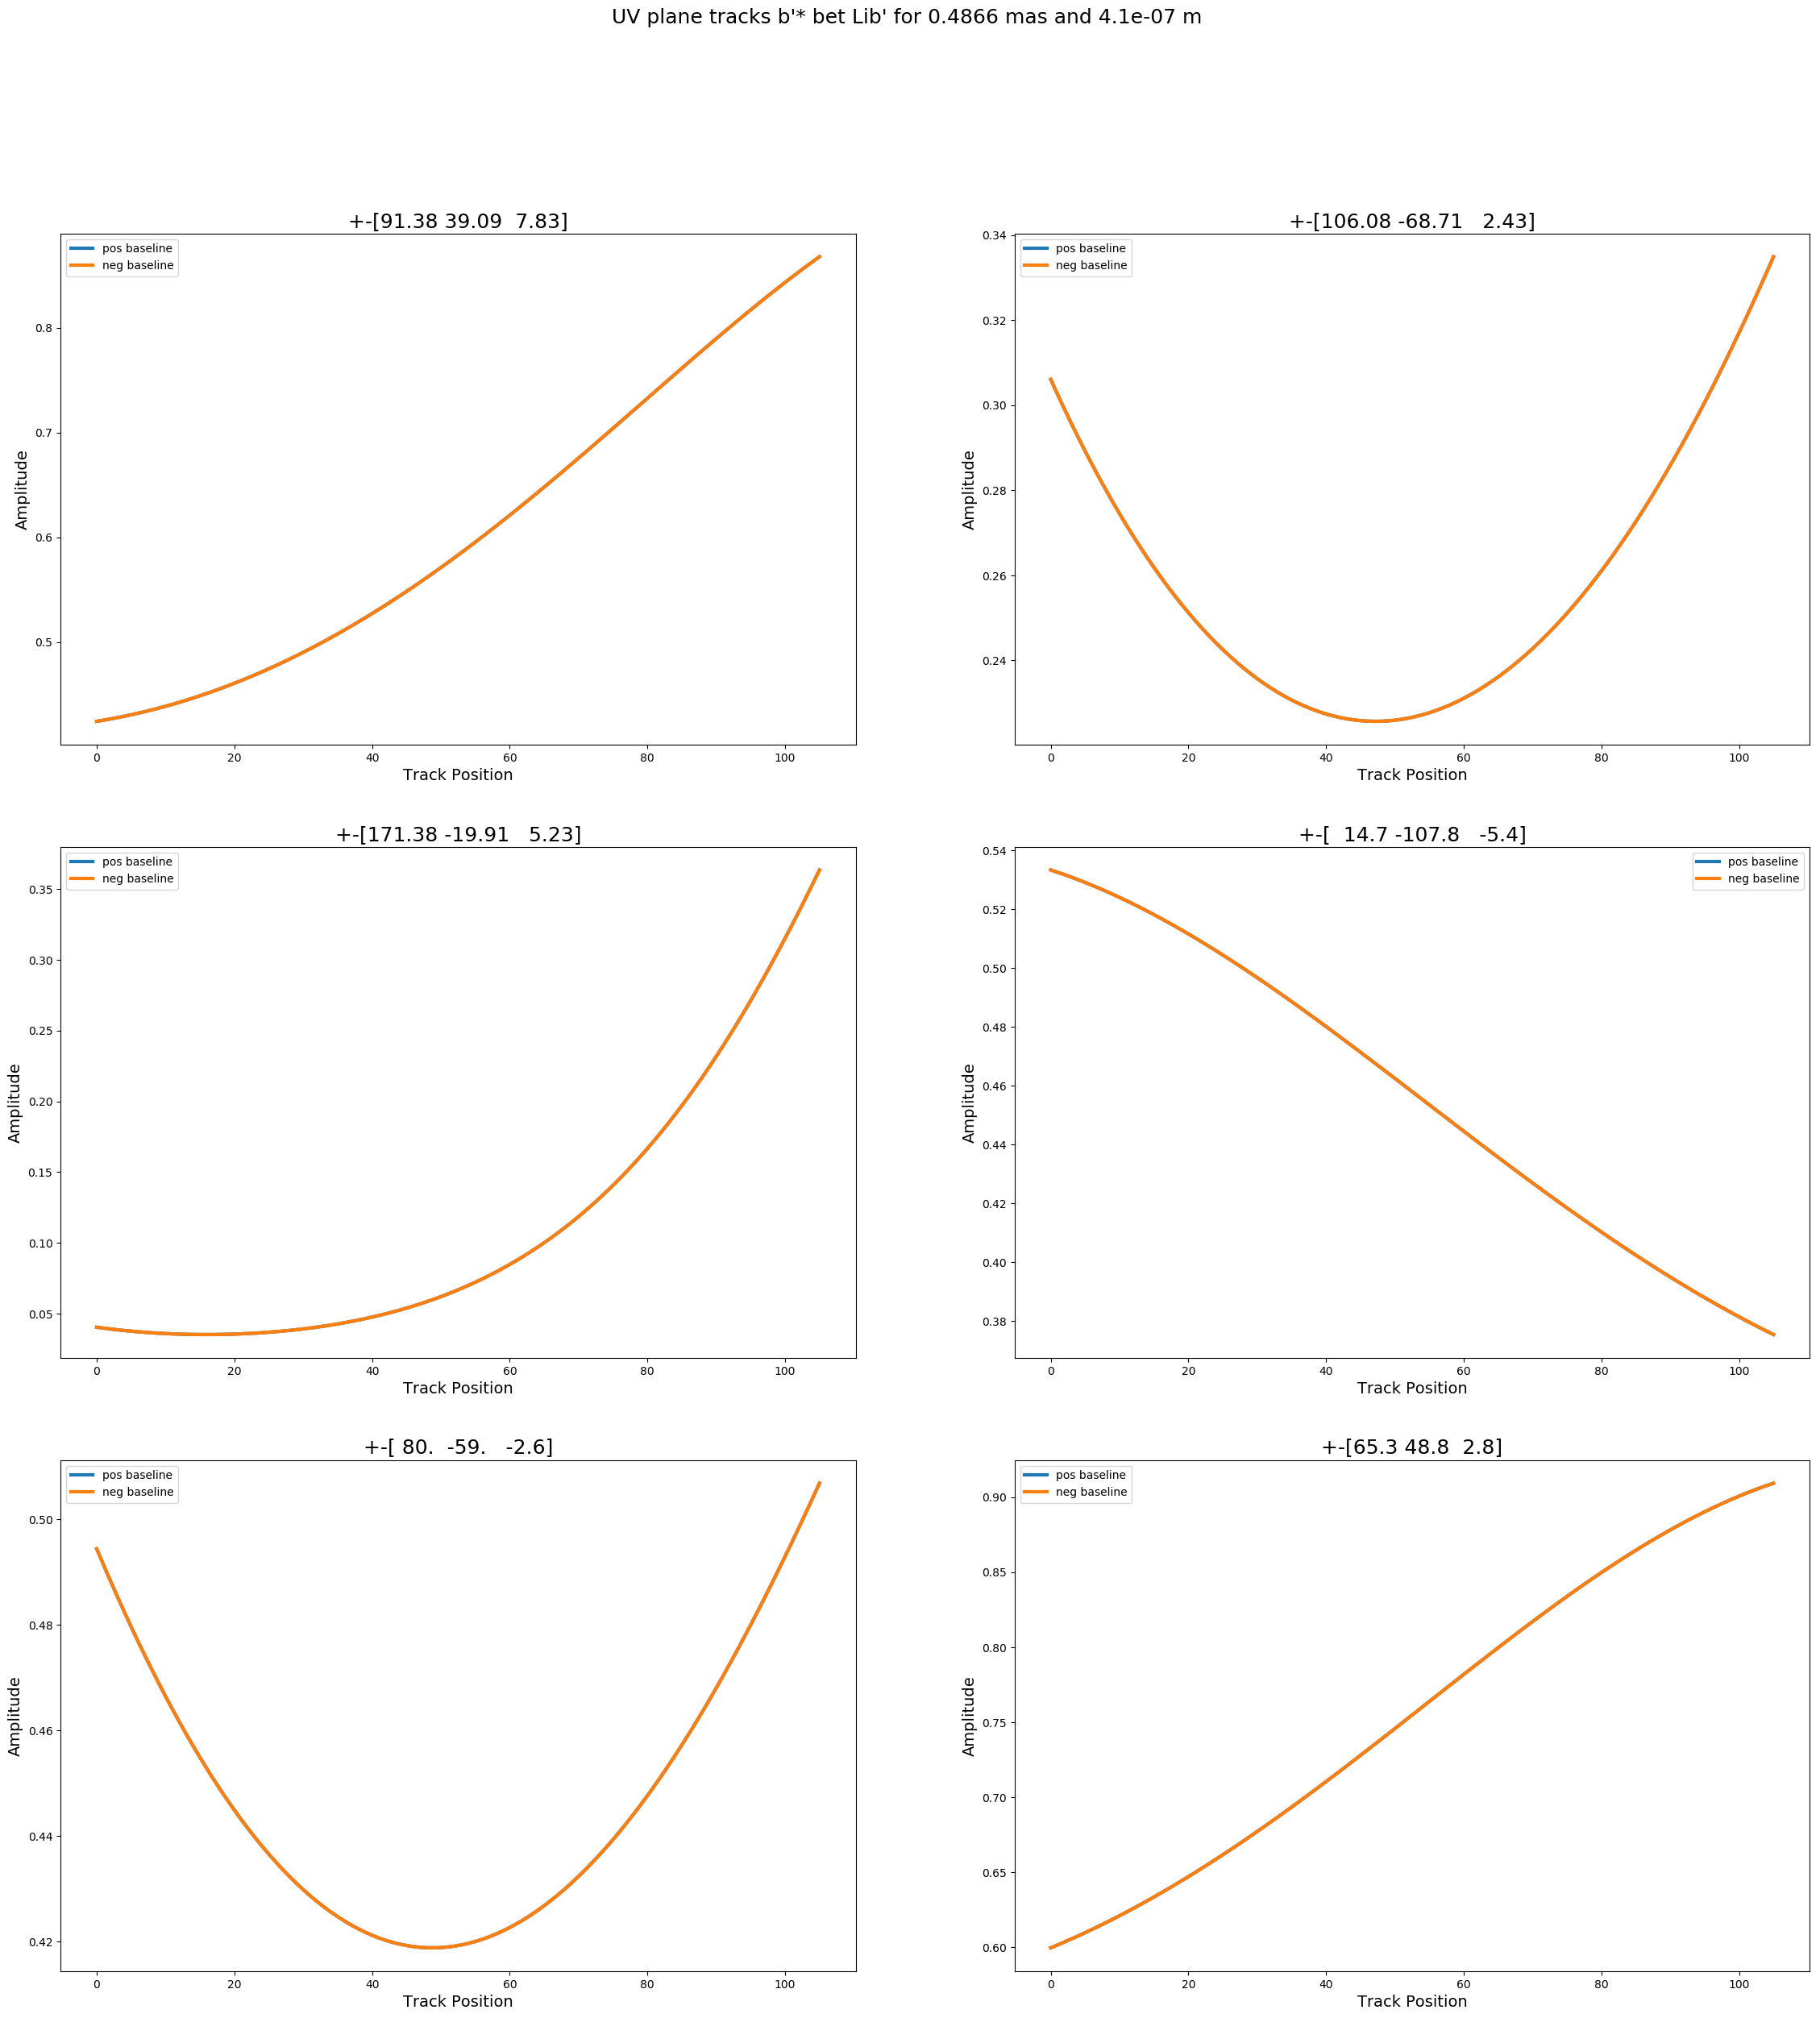 UV plane tracks b'* bet Lib' for 0.4866 mas and 4.1e-07 m
+-[91.38 39.09  7.83]
pos baseline
neg baseline
Amplitude
0.8
0.7
0.6
0.5
0 20 40 60 80 100
Track Position
+-[106.08 -68.71   2.43]
pos baseline
neg baseline
Amplitude
0.34
0.32
0.30
0.28
0.26
0.24
0 20 40 60 80 100
Track Position
+-[171.38 -19.91   5.23]
pos baseline
neg baseline
Amplitude
0.35
0.30
0.25
0.20
0.15
0.10
0.05
0 20 40 60 80 100
Track Position
+-[  14.7 -107.8   -5.4]
pos baseline
neg baseline
Amplitude
0.54
0.52
0.50
0.48
0.46
0.44
0.42
0.40
0.38
0 20 40 60 80 100
Track Position
+-[ 80.  -59.   -2.6]
pos baseline
neg baseline
Amplitude
0.50
0.48
0.46
0.44
0.42
0 20 40 60 80 100
Track Position
+-[65.3 48.8  2.8]
pos baseline
neg baseline
Amplitude
0.90
0.85
0.80
0.75
0.70
0.65
0.60
0 20 40 60 80 100
Track Position